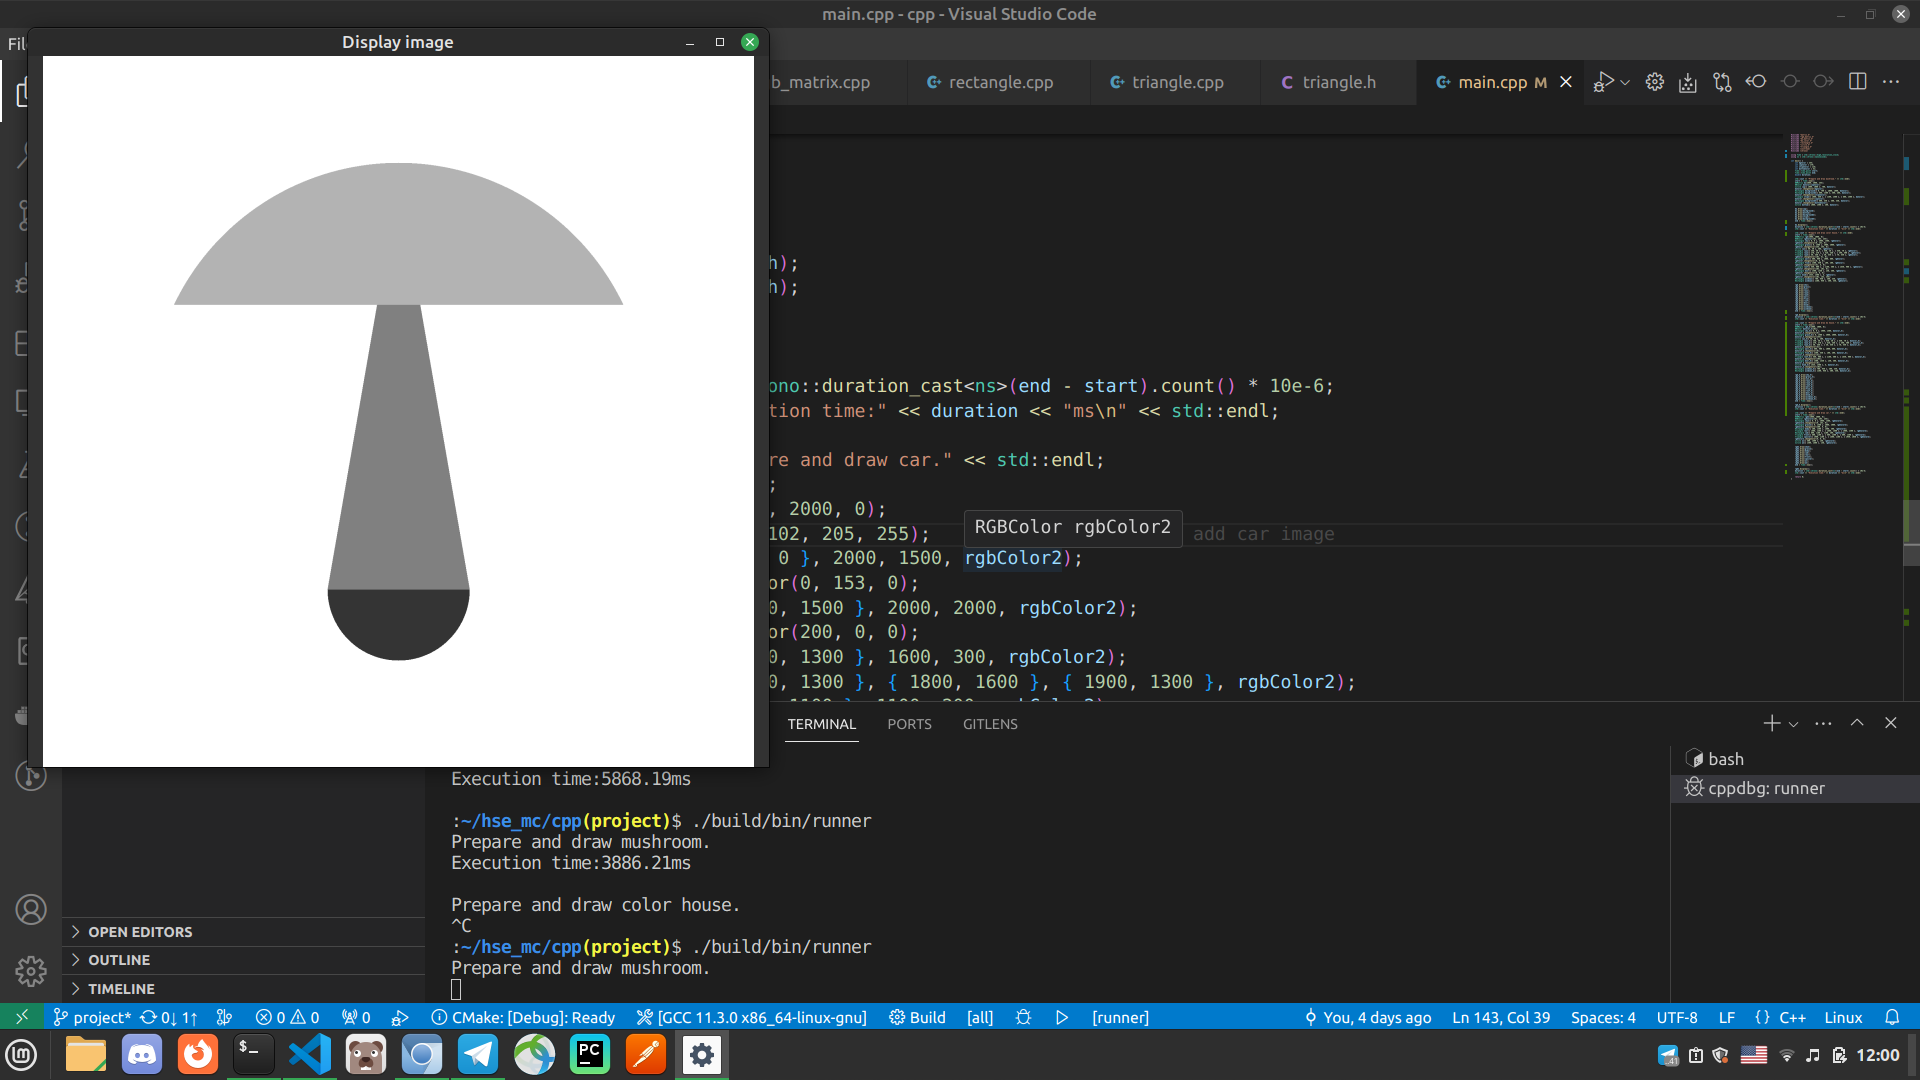 main.cpp - cpp - Visual Studio Code
Display image
b_matrix.cpp
rectangle.cpp
triangle.cpp
triangle.h
main.cpp M
h);
h);
ono::duration_cast<ns>(end - start).count() * 10e-6;
tion time:" << duration << "ms\n" << std::endl;
re and draw car." << std::endl;
;
, 2000, 0);
102, 205, 255);
RGBColor rgbColor2
add car image
0 }, 2000, 1500, rgbColor2);
or(0, 153, 0);
0, 1500 }, 2000, 2000, rgbColor2);
or(200, 0, 0);
0, 1300 }, 1600, 300, rgbColor2);
0, 1300 }, { 1800, 1600 }, { 1900, 1300 }, rgbColor2);
TERMINAL
PORTS
GITLENS
bash
cppdbg: runner
Execution time:5868.19ms
:~/hse_mc/cpp(project)$ ./build/bin/runner
Prepare and draw mushroom.
Execution time:3886.21ms
Prepare and draw color house.
^C
:~/hse_mc/cpp(project)$ ./build/bin/runner
Prepare and draw mushroom.
OPEN EDITORS
OUTLINE
TIMELINE
project* 0↓ 1↑ 0 0 0 CMake: [Debug]: Ready [GCC 11.3.0 x86_64-linux-gnu] Build [all] [runner] You, 4 days ago Ln 143, Col 39 Spaces: 4 UTF-8 LF {} C++ Linux
12:00